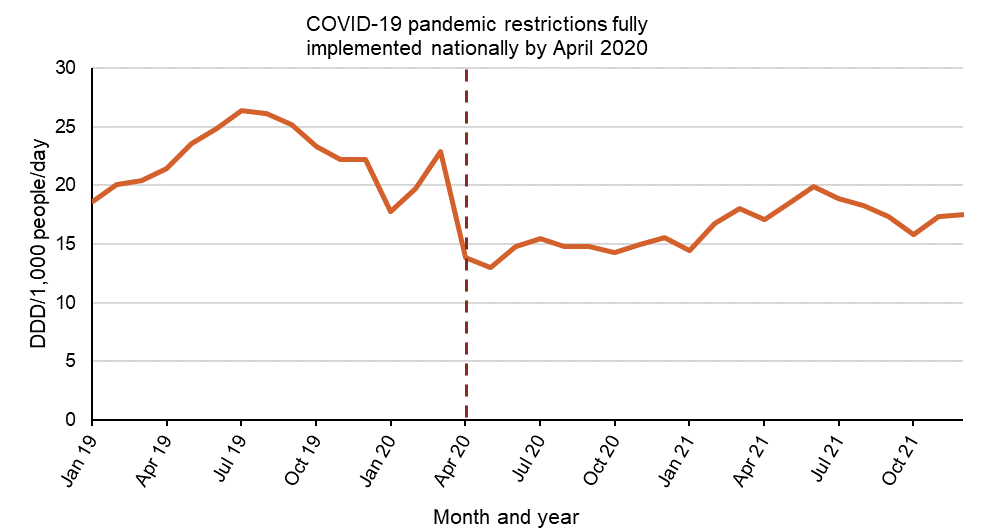 COVID-19 pandemic restrictions fully
implemented nationally by April 2020
DDD/1,000 people/day
30
25
20
15
10
5
0
Jan 19
Apr 19
Jul 19
Oct 19
Jan 20
Apr 20
Jul 20
Oct 20
Jan 21
Apr 21
Jul 21
Oct 21
Month and year